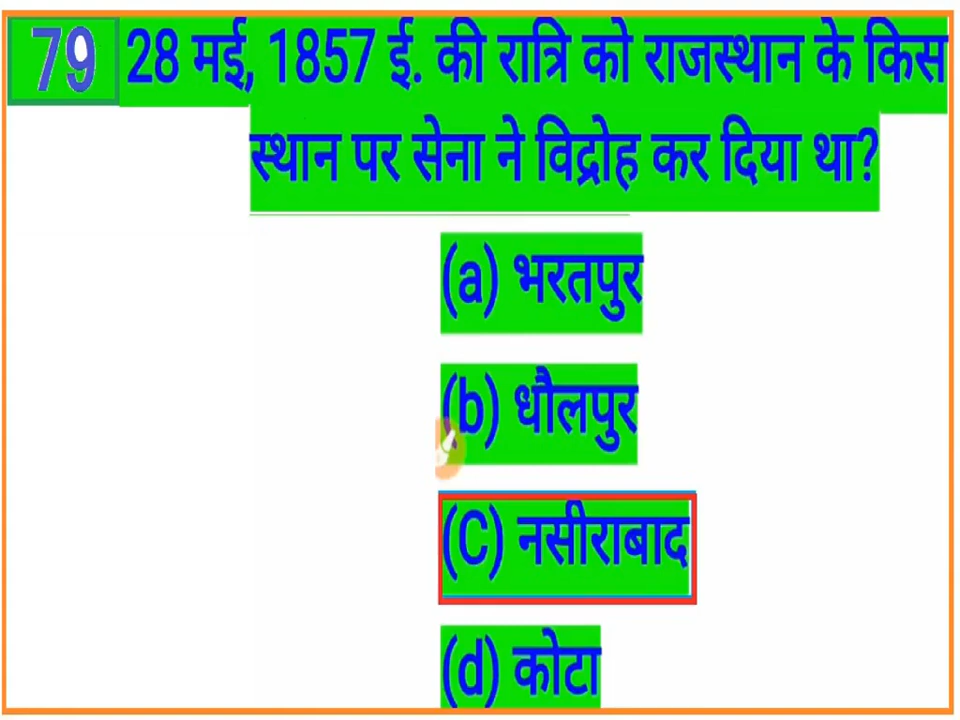 79 28 मई, 1857 ई. की रात्रि को राजस्थान के किस
स्थान पर सेना ने विद्रोह कर दिया था?
(a) भरतपुर
(b) धौलपुर
(C) नसीराबाद
(d) कोटा